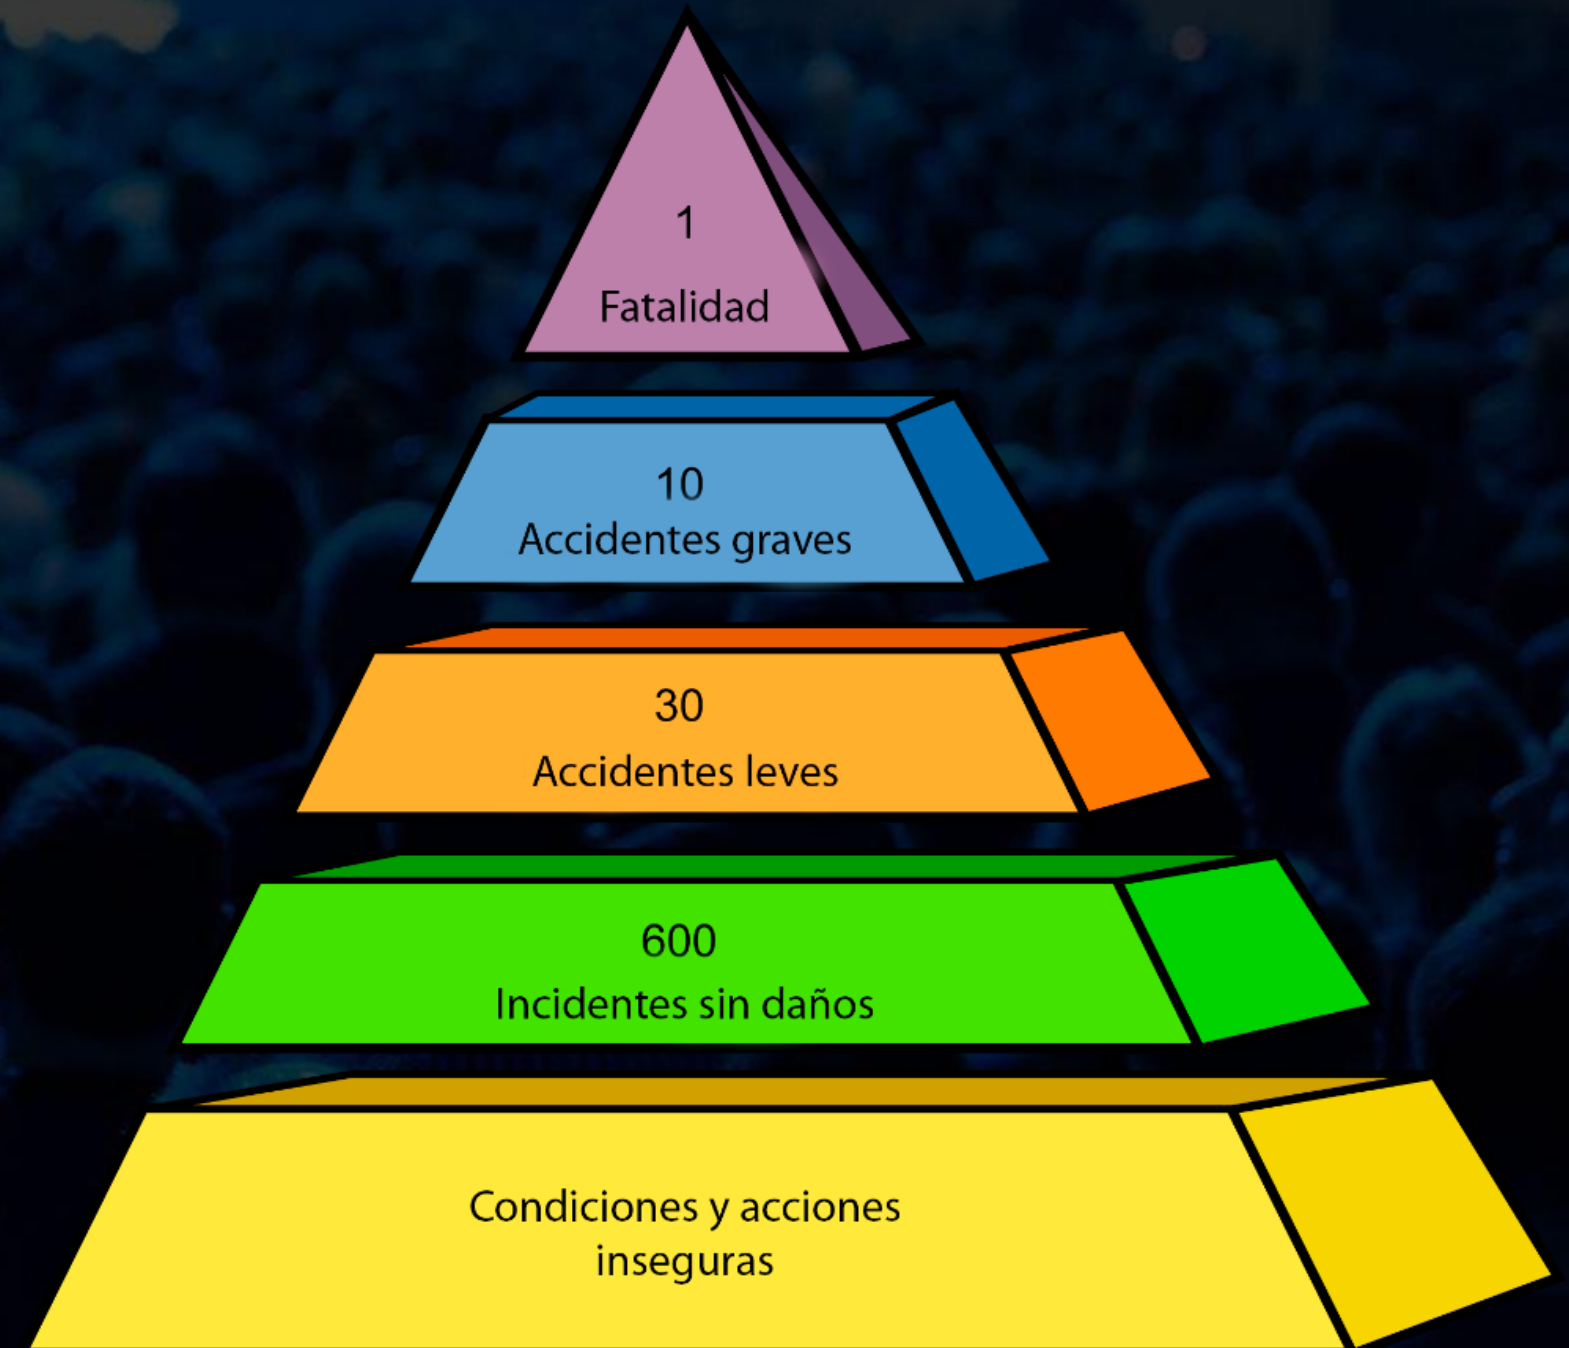 1
Fatalidad
10
Accidentes graves
30
Accidentes leves
600
Incidentes sin daños
Condiciones y acciones
inseguras